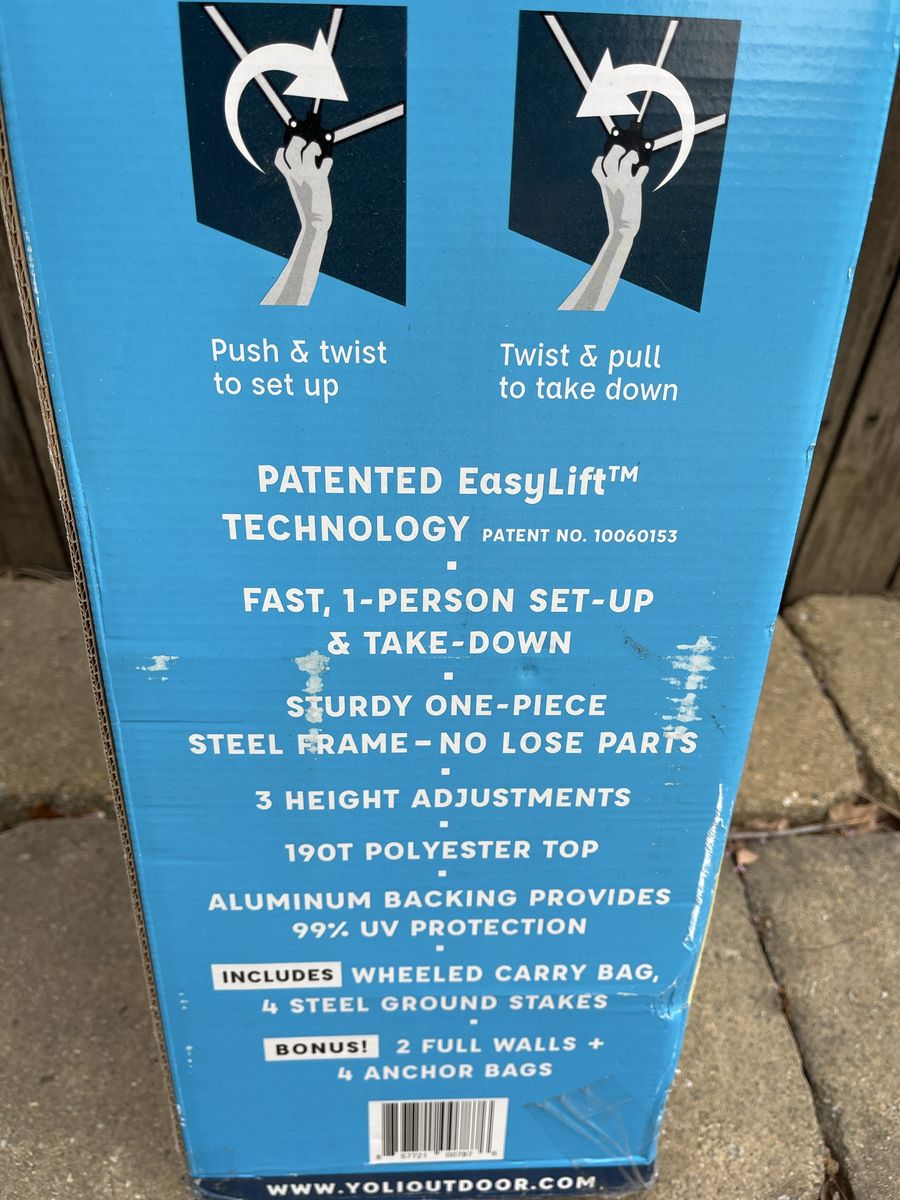 Push & twist
to set up
Twist & pull
to take down
PATENTED EasyLift™
TECHNOLOGY PATENT NO. 10060153
FAST, 1-PERSON SET-UP
& TAKE-DOWN
STURDY ONE-PIECE
STEEL FRAME – NO LOSE PARTS
3 HEIGHT ADJUSTMENTS
190T POLYESTER TOP
ALUMINUM BACKING PROVIDES
99% UV PROTECTION
INCLUDES WHEELED CARRY BAG,
4 STEEL GROUND STAKES
BONUS! 2 FULL WALLS +
4 ANCHOR BAGS
WWW.YOLIOUTDOOR.COM